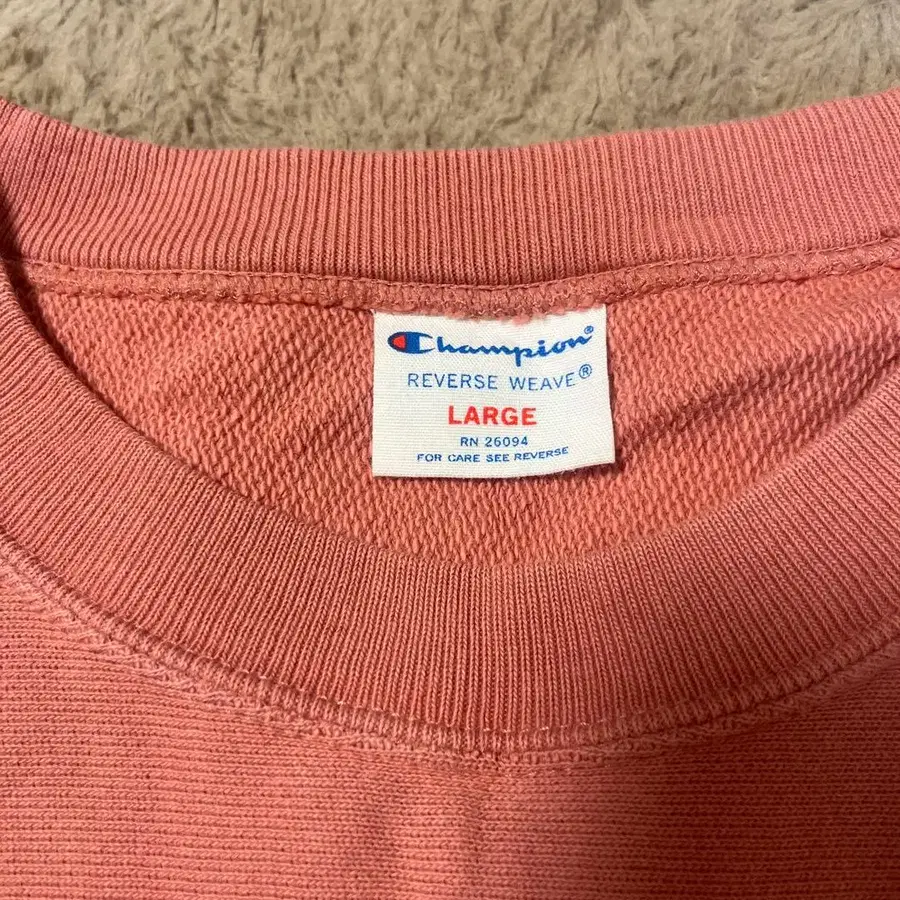 Champion®
REVERSE WEAVE®
LARGE
RN 26094
FOR CARE SEE REVERSE